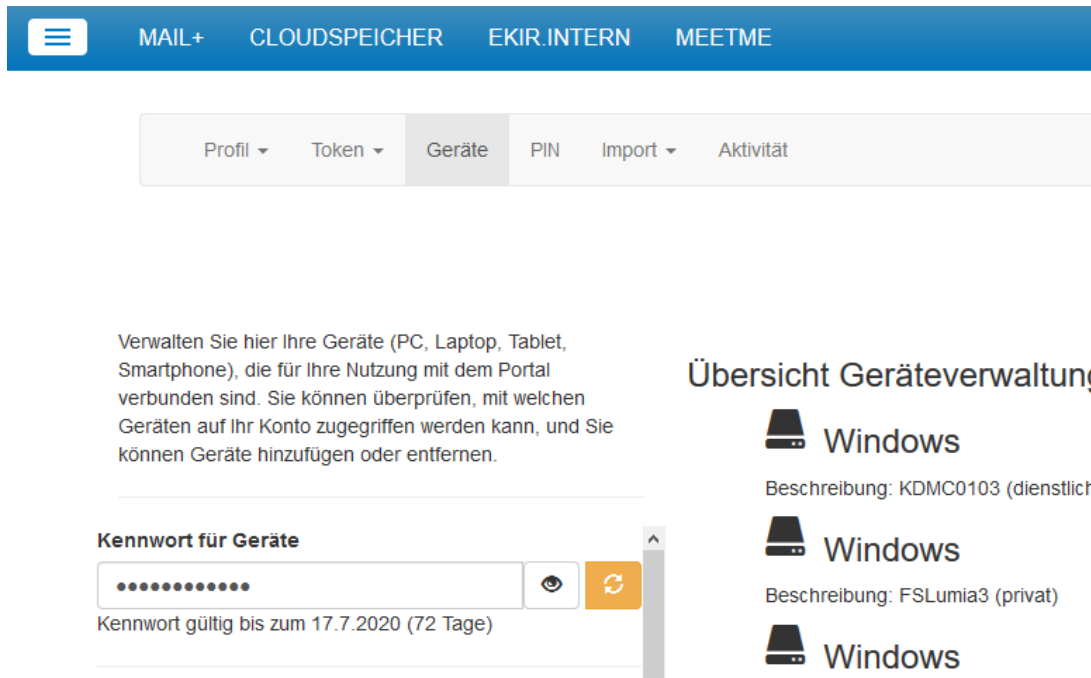 MAIL+ CLOUDSPEICHER EKIR.INTERN MEETME
Profil Token Geräte PIN Import Aktivität
Verwalten Sie hier Ihre Geräte (PC, Laptop, Tablet,
Smartphone), die für Ihre Nutzung mit dem Portal
verbunden sind. Sie können überprüfen, mit welchen
Geräten auf Ihr Konto zugegriffen werden kann, und Sie
können Geräte hinzufügen oder entfernen.
Kennwort für Geräte
••••••••••••
Kennwort gültig bis zum 17.7.2020 (72 Tage)
Übersicht Geräteverwaltung
Windows
Beschreibung: KDMC0103 (dienstlich
Windows
Beschreibung: FSLumia3 (privat)
Windows